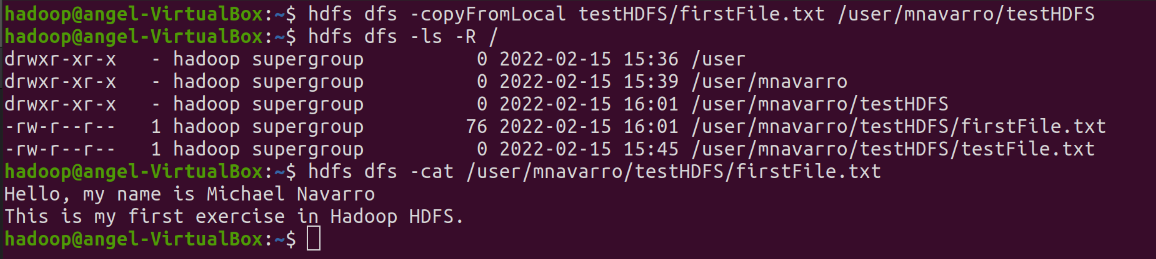 hadoop@angel-VirtualBox:~$ hdfs dfs -copyFromLocal testHDFS/firstFile.txt /user/mnavarro/testHDFS
hadoop@angel-VirtualBox:~$ hdfs dfs -ls -R /
drwxr-xr-x   - hadoop supergroup          0 2022-02-15 15:36 /user
drwxr-xr-x   - hadoop supergroup          0 2022-02-15 15:39 /user/mnavarro
drwxr-xr-x   - hadoop supergroup          0 2022-02-15 16:01 /user/mnavarro/testHDFS
-rw-r--r--   1 hadoop supergroup         76 2022-02-15 16:01 /user/mnavarro/testHDFS/firstFile.txt
-rw-r--r--   1 hadoop supergroup          0 2022-02-15 15:45 /user/mnavarro/testHDFS/testFile.txt
hadoop@angel-VirtualBox:~$ hdfs dfs -cat /user/mnavarro/testHDFS/firstFile.txt
Hello, my name is Michael Navarro
This is my first exercise in Hadoop HDFS.
hadoop@angel-VirtualBox:~$